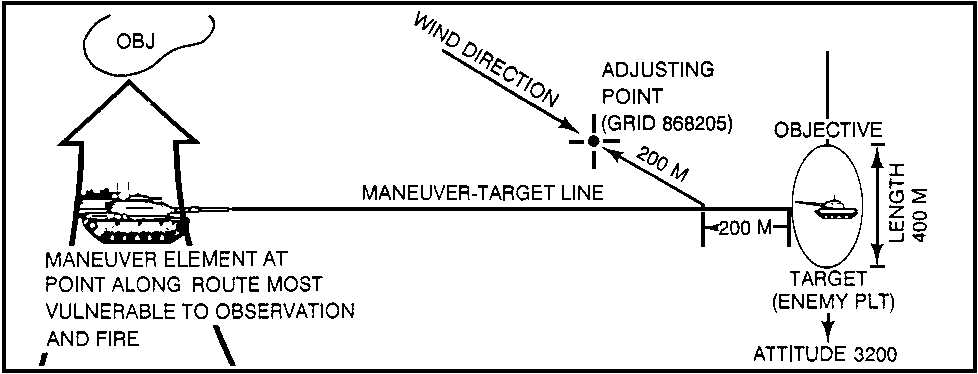 OBJ
WIND DIRECTION
ADJUSTING
POINT
(GRID 868205)
OBJECTIVE
200 M
MANEUVER-TARGET LINE
200 M
LENGTH
400 M
MANEUVER ELEMENT AT
POINT ALONG ROUTE MOST
VULNERABLE TO OBSERVATION
AND FIRE
TARGET
(ENEMY PLT)
ATTITUDE 3200